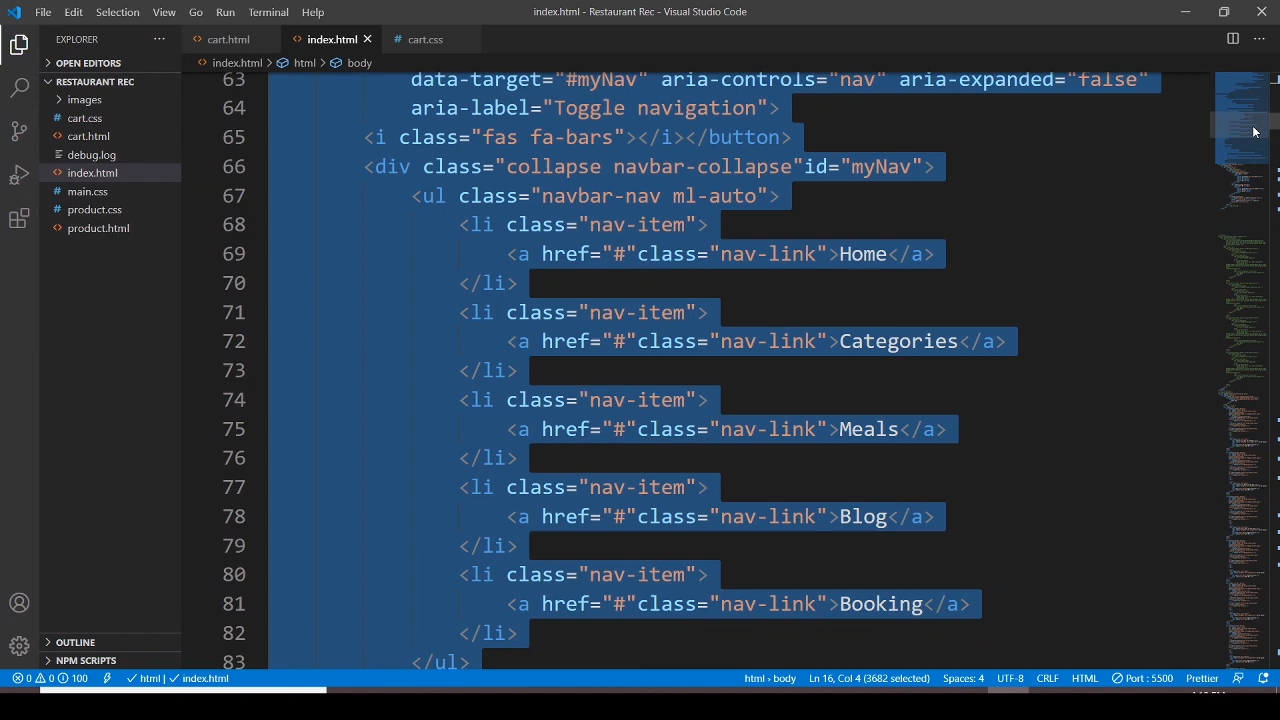 File Edit Selection View Go Run Terminal Help
index.html - Restaurant Rec - Visual Studio Code
EXPLORER
OPEN EDITORS
RESTAURANT REC
images
cart.css
cart.html
debug.log
index.html
main.css
product.css
product.html
OUTLINE
NPM SCRIPTS
cart.html index.html cart.css
index.html > html > body
63 data-target="#myNav" aria-controls="nav" aria-expanded="false"
64 aria-label="Toggle navigation">
65 <i class="fas fa-bars"></i></button>
66 <div class="collapse navbar-collapse"id="myNav">
67 <ul class="navbar-nav ml-auto">
68 <li class="nav-item">
69 <a href="#"class="nav-link">Home</a>
70 </li>
71 <li class="nav-item">
72 <a href="#"class="nav-link">Categories</a>
73 </li>
74 <li class="nav-item">
75 <a href="#"class="nav-link">Meals</a>
76 </li>
77 <li class="nav-item">
78 <a href="#"class="nav-link">Blog</a>
79 </li>
80 <li class="nav-item">
81 <a href="#"class="nav-link">Booking</a>
82 </li>
83 </ul>
0 0 100 html | index.html html > body Ln 16, Col 4 (3682 selected) Spaces: 4 UTF-8 CRLF HTML Port : 5500 Prettier